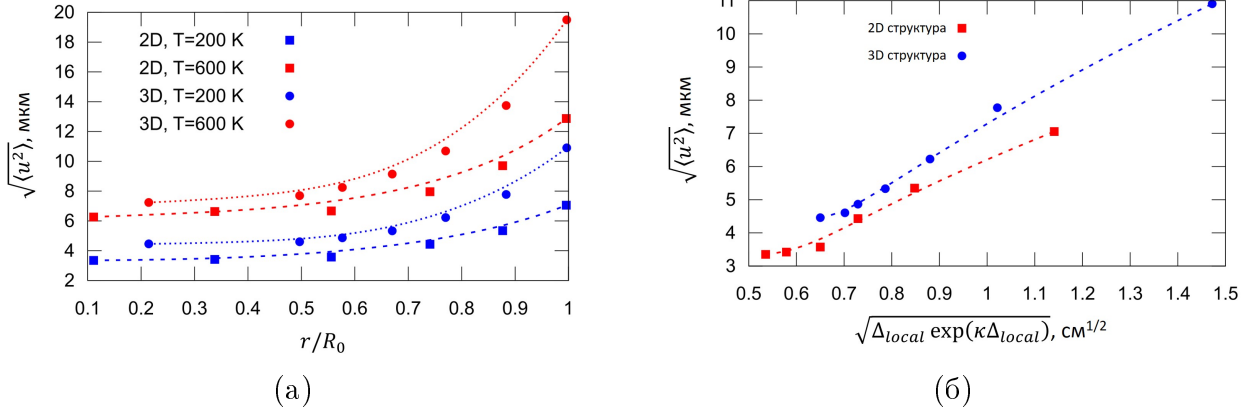 20
18
16
14
12
10
8
6
4
2
√⟨u²⟩, мкм
2D, T=200 K
2D, T=600 K
3D, T=200 K
3D, T=600 K
0.1 0.2 0.3 0.4 0.5 0.6 0.7 0.8 0.9 1
r/R₀
(а)
11
10
9
8
7
6
5
4
3
√⟨u²⟩, мкм
2D структура
3D структура
0.5 0.6 0.7 0.8 0.9 1 1.1 1.2 1.3 1.4 1.5
√Δlocal exp(κΔlocal), см1/2
(б)